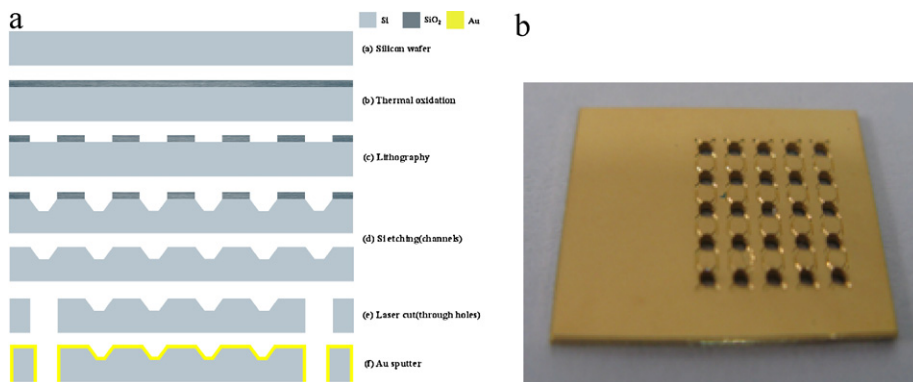 a
Si SiO₂ Au
(a) Silicon wafer
(b) Thermal oxidation
(c) Lithography
(d) Si etching(channels)
(e) Laser cut(through holes)
(f) Au sputter
b